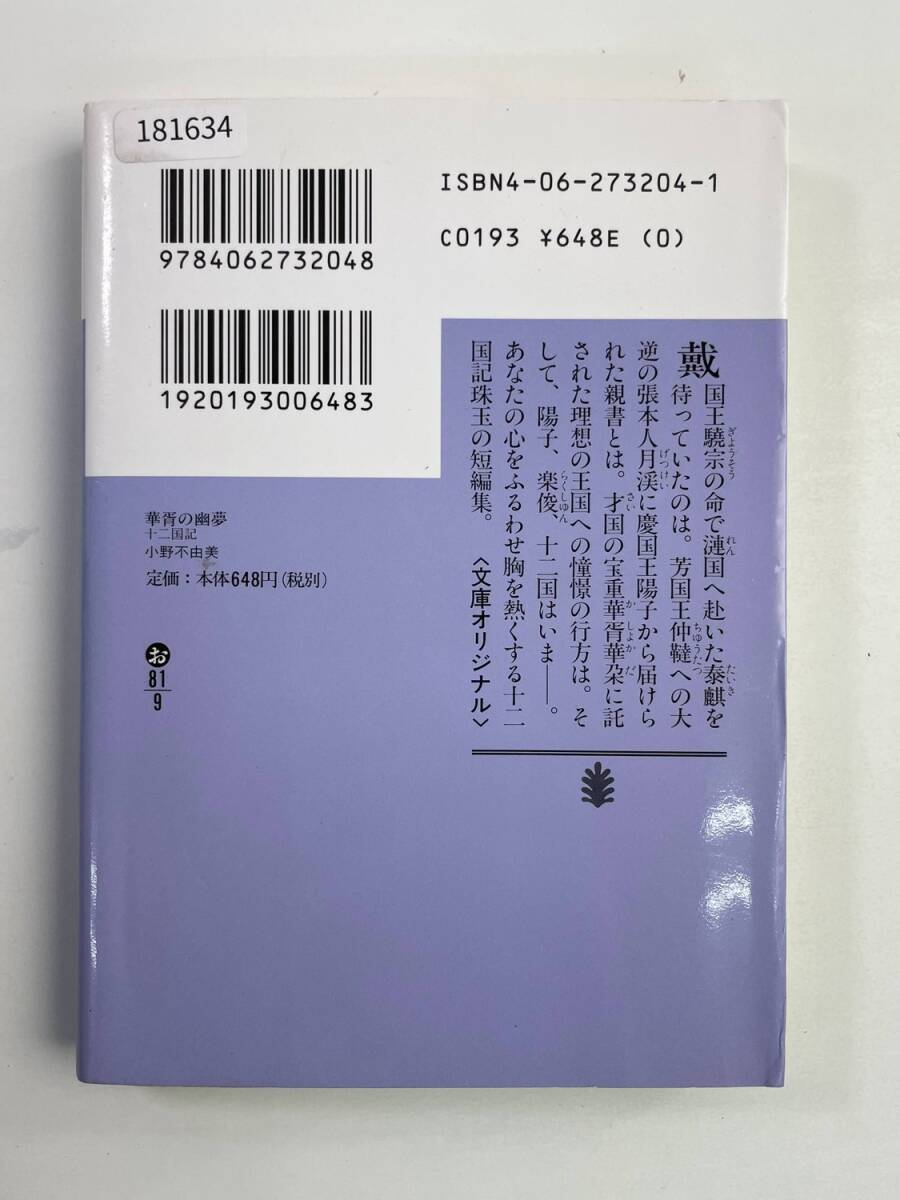 181634
ISBN4-06-273204-1
C0193 ¥648E (0)
9784062732048
1920193006483
戴国王驍宗の命で漣国へ赴いた泰麒を
待っていたのは。芳国王仲韃への大
逆の張本人月渓に慶国王陽子から届けら
れた親書とは。才国の宝重華胥華朶に託
された理想の王国への憧憬の行方は。そ
して、陽子、楽俊、十二国はいま――。
あなたの心をふるわせ胸を熱くする十二
国記珠玉の短編集。
〈文庫オリジナル〉
華胥の幽夢
十二国記
小野不由美
定価：本体648円（税別）
お
81
9